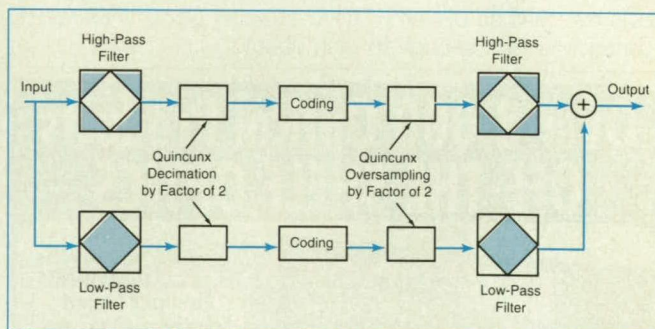 High-Pass
Filter
High-Pass
Filter
Input
Output
Coding
+
Quincunx
Decimation
by Factor of 2
Quincunx
Oversampling
by Factor of 2
Coding
Low-Pass
Filter
Low-Pass
Filter